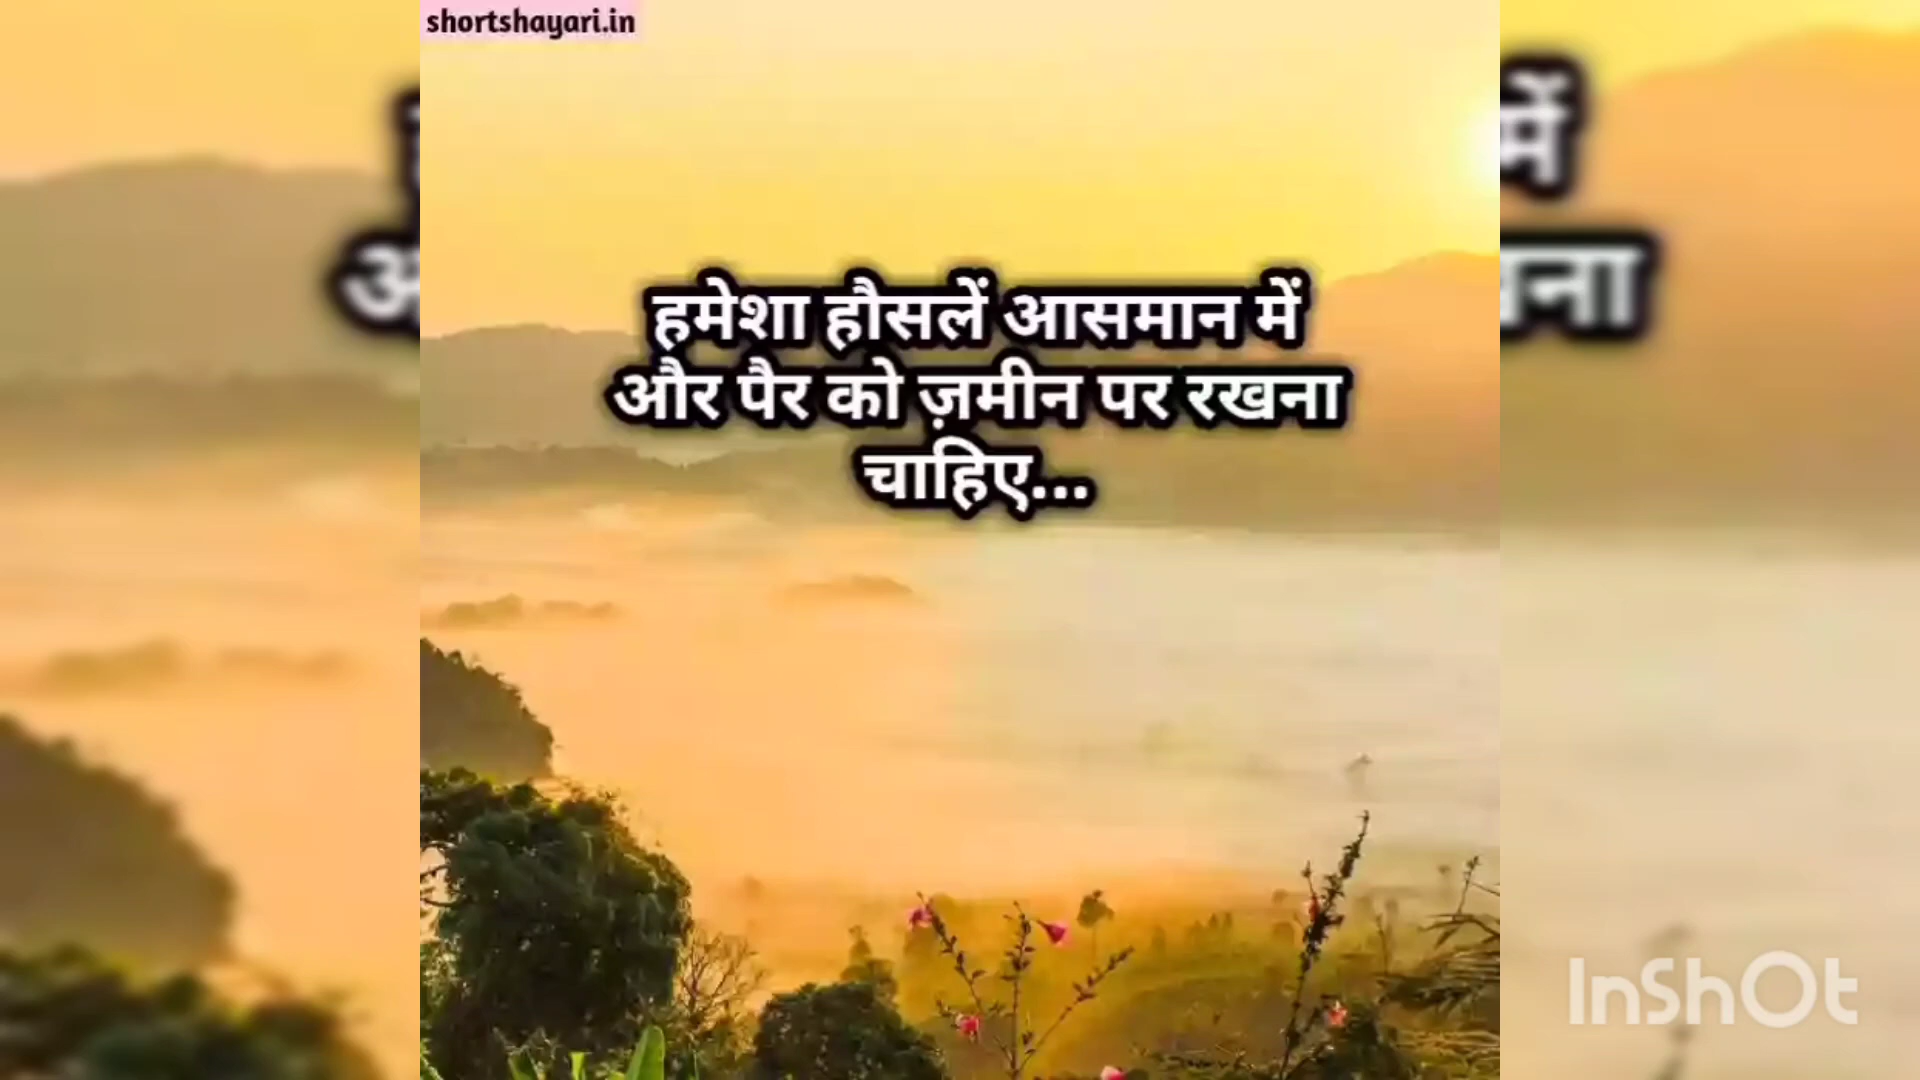 shortshayari.in
हमेशा हौसलें आसमान में
और पैर को ज़मीन पर रखना
चाहिए...
InShOt